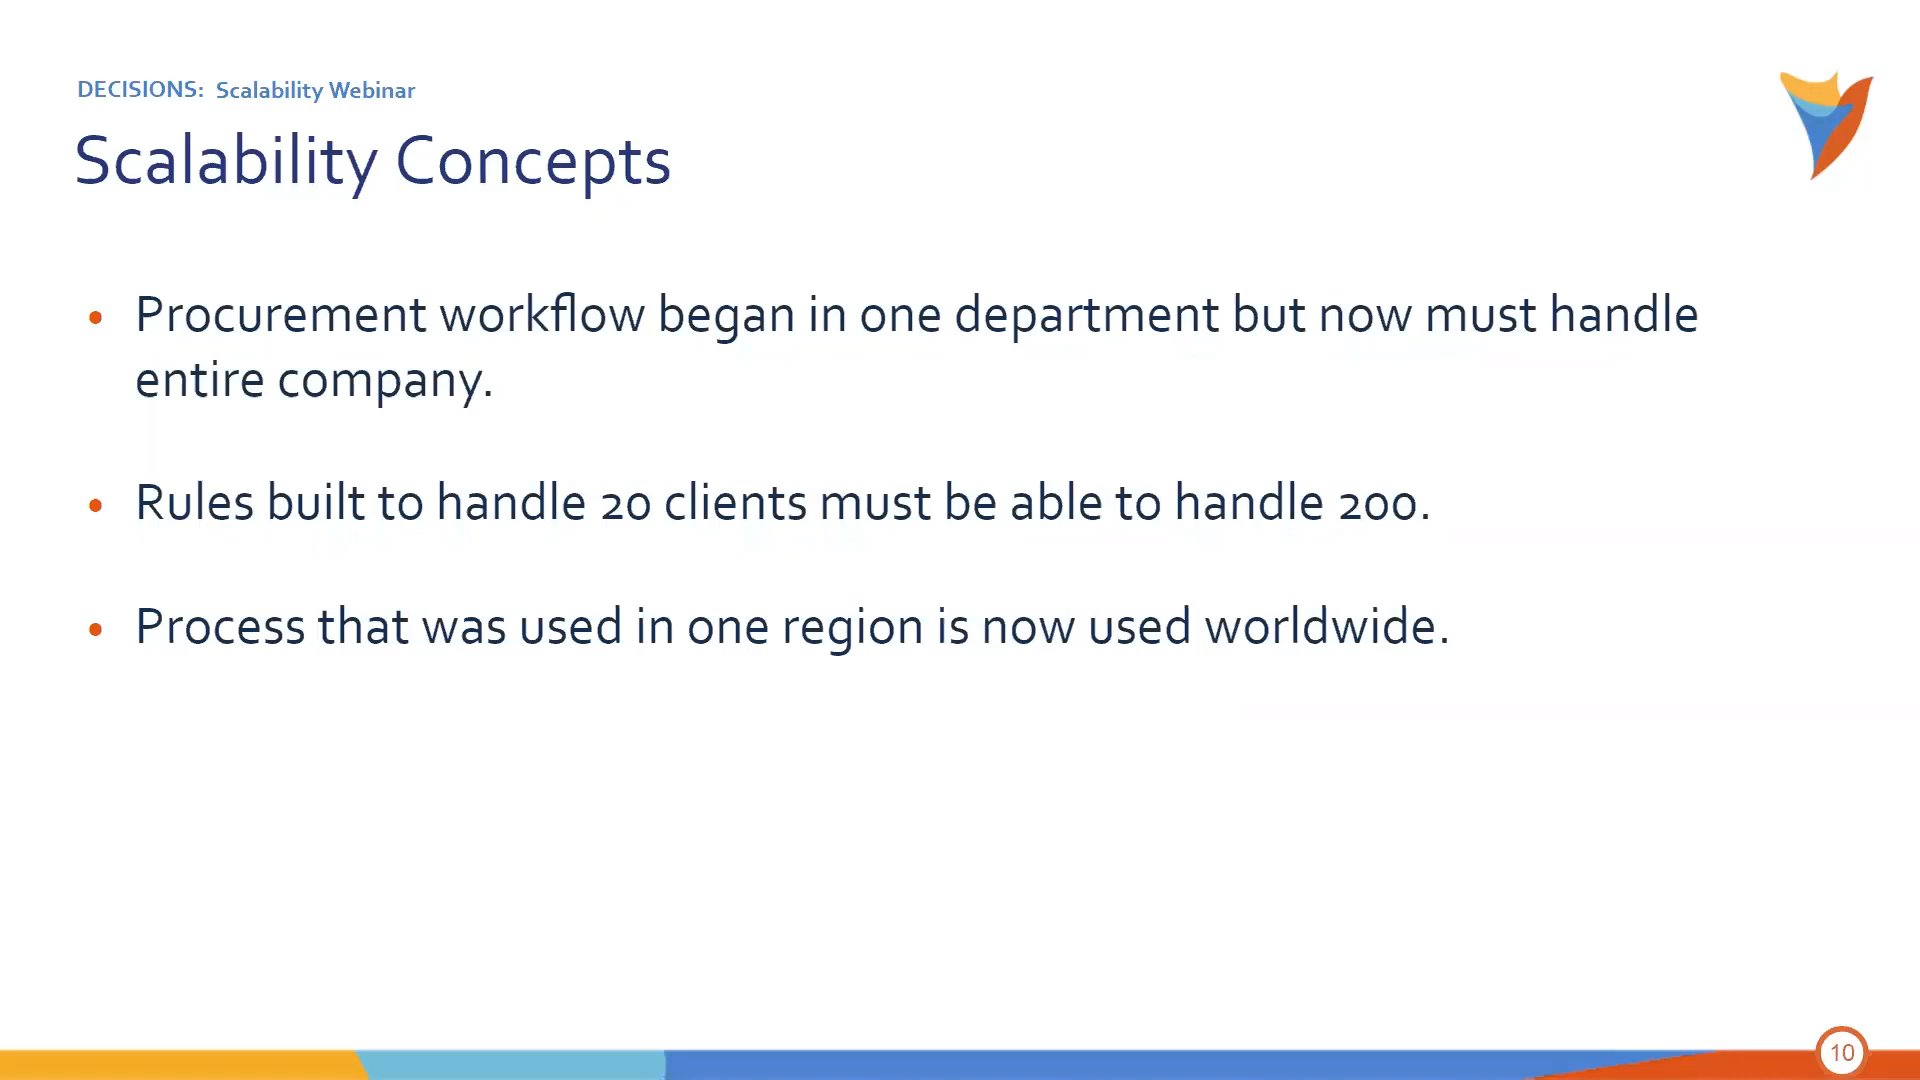 DECISIONS: Scalability Webinar
Scalability Concepts
• Procurement workflow began in one department but now must handle
entire company.
• Rules built to handle 20 clients must be able to handle 200.
• Process that was used in one region is now used worldwide.
10